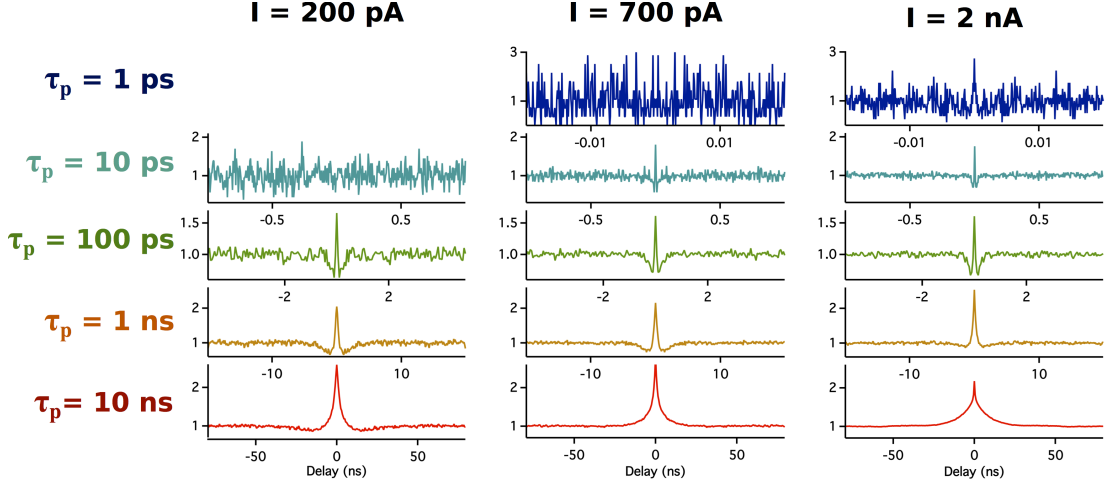 I = 200 pA I = 700 pA I = 2 nA
τp = 1 ps
3 3
1 1
-0.01 0.01 -0.01 0.01
τp = 10 ps
2 2 2
1 1 1
-0.5 0.5 -0.5 0.5 -0.5 0.5
τp = 100 ps
1.5 1.5 1.5
1.0 1.0 1.0
-2 2 -2 2 -2 2
τp = 1 ns
2 2 2
1 1 1
-10 10 -10 10 -10 10
τp= 10 ns
2 2 2
1 1 1
-50 0 50 -50 0 50 -50 0 50
Delay (ns) Delay (ns) Delay (ns)